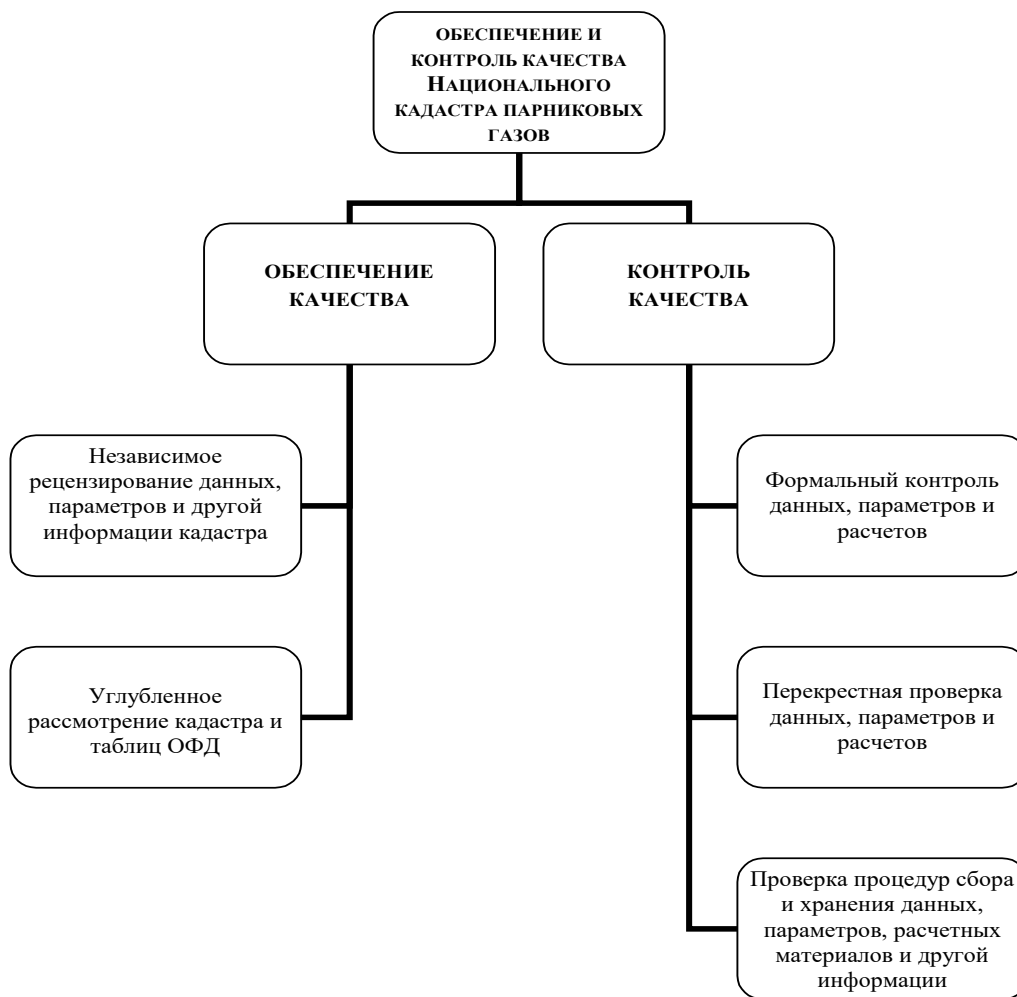 ОБЕСПЕЧЕНИЕ И
КОНТРОЛЬ КАЧЕСТВА
НАЦИОНАЛЬНОГО
КАДАСТРА ПАРНИКОВЫХ
ГАЗОВ
ОБЕСПЕЧЕНИЕ
КАЧЕСТВА
КОНТРОЛЬ
КАЧЕСТВА
Независимое
рецензирование данных,
параметров и другой
информации кадастра
Углубленное
рассмотрение кадастра и
таблиц ОФД
Формальный контроль
данных, параметров и
расчетов
Перекрестная проверка
данных, параметров и
расчетов
Проверка процедур сбора
и хранения данных,
параметров, расчетных
материалов и другой
информации